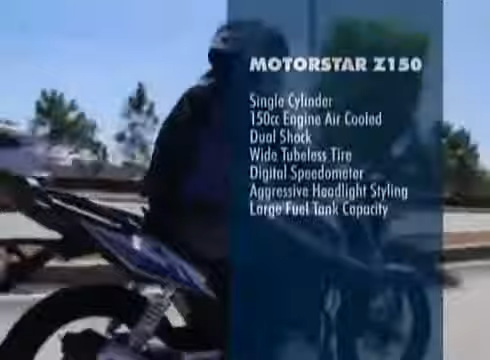 MOTORSTAR Z150
Single Cylinder
150cc Engine Air Cooled
Dual Shock
Wide Tubeless Tire
Digital Speedometer
Aggressive Headlight Styling
Large Fuel Tank Capacity